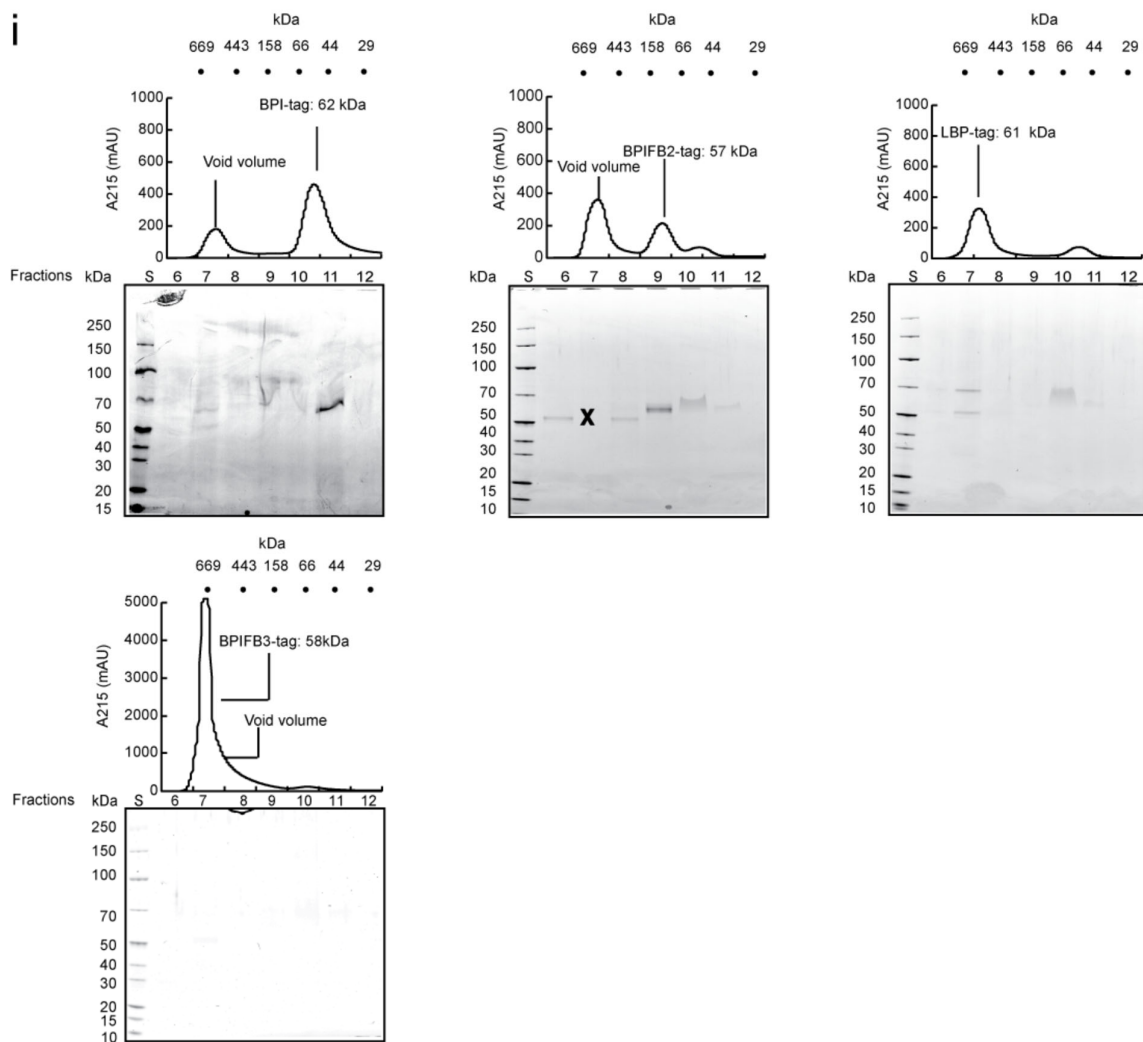 i
kDa
669 443 158 66 44 29
1000
800
600
400
200
0
A215 (mAU)
BPI-tag: 62 kDa
Void volume
Fractions kDa S 6 7 8 9 10 11 12
250
150
100
70
50
40
30
20
15
kDa
669 443 158 66 44 29
1000
800
600
400
200
0
A215 (mAU)
Void volume
BPIFB2-tag: 57 kDa
kDa S 6 7 8 9 10 11 12
250
150
100
70
50
40
30
20
15
10
X
kDa
669 443 158 66 44 29
1000
800
600
400
200
0
A215 (mAU)
LBP-tag: 61 kDa
kDa S 6 7 8 9 10 11 12
250
150
100
70
50
40
30
20
15
10
kDa
669 443 158 66 44 29
5000
4000
3000
2000
1000
0
A215 (mAU)
BPIFB3-tag: 58kDa
Void volume
Fractions kDa S 6 7 8 9 10 11 12
250
150
100
70
50
40
30
20
15
10